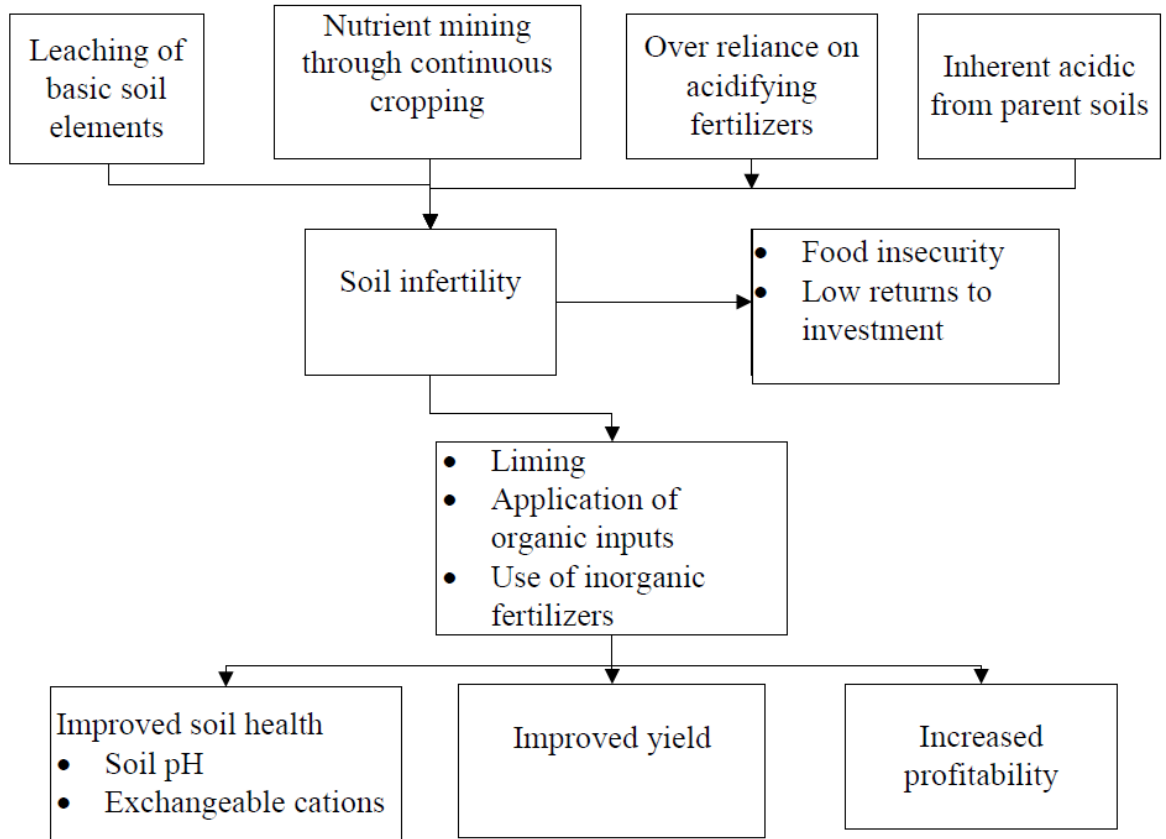 Leaching of
basic soil
elements
Nutrient mining
through continuous
cropping
Over reliance on
acidifying
fertilizers
Inherent acidic
from parent soils
Soil infertility
• Food insecurity
• Low returns to
investment
• Liming
• Application of
organic inputs
• Use of inorganic
fertilizers
Improved soil health
• Soil pH
• Exchangeable cations
Improved yield
Increased
profitability